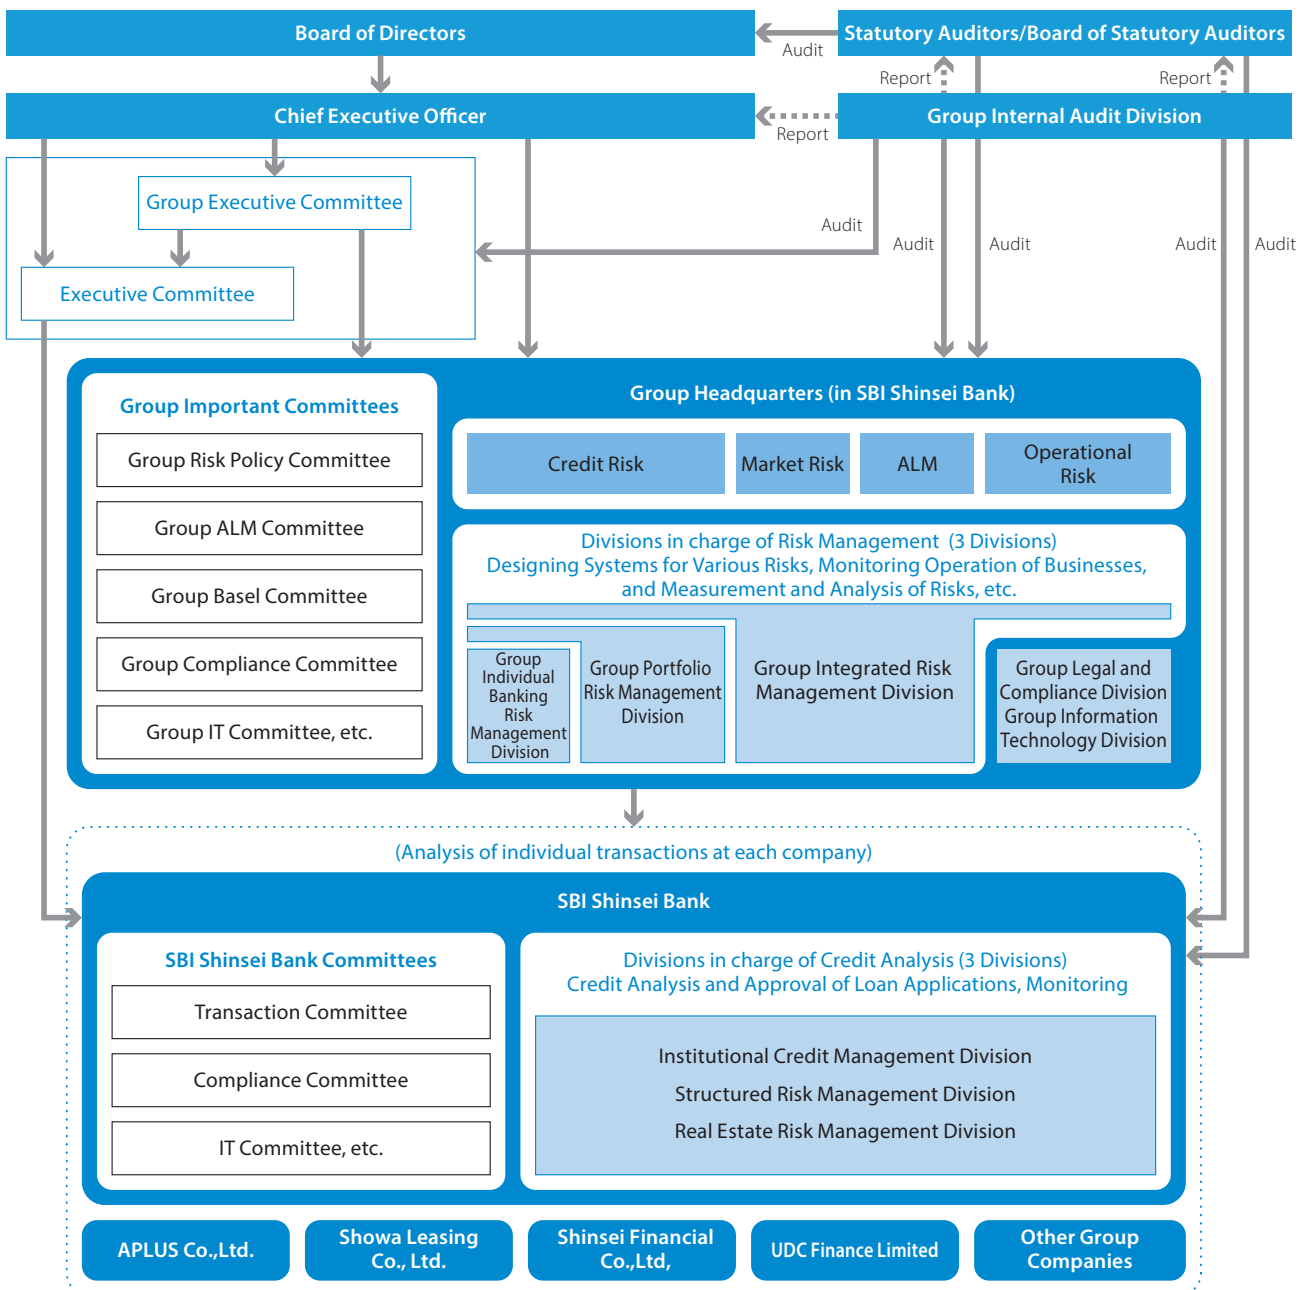 Board of Directors
Audit
Statutory Auditors/Board of Statutory Auditors
Report
Report
Chief Executive Officer
Report
Group Internal Audit Division
Group Executive Committee
Executive Committee
Audit
Audit
Audit
Audit
Audit
Group Important Committees
Group Risk Policy Committee
Group ALM Committee
Group Basel Committee
Group Compliance Committee
Group IT Committee, etc.
Group Headquarters (in SBI Shinsei Bank)
Credit Risk
Market Risk
ALM
Operational
Risk
Divisions in charge of Risk Management (3 Divisions)
Designing Systems for Various Risks, Monitoring Operation of Businesses,
and Measurement and Analysis of Risks, etc.
Group
Individual
Banking
Risk
Management
Division
Group Portfolio
Risk Management
Division
Group Integrated Risk
Management Division
Group Legal and
Compliance Division
Group Information
Technology Division
(Analysis of individual transactions at each company)
SBI Shinsei Bank
SBI Shinsei Bank Committees
Transaction Committee
Compliance Committee
IT Committee, etc.
Divisions in charge of Credit Analysis (3 Divisions)
Credit Analysis and Approval of Loan Applications, Monitoring
Institutional Credit Management Division
Structured Risk Management Division
Real Estate Risk Management Division
APLUS Co.,Ltd.
Showa Leasing
Co., Ltd.
Shinsei Financial
Co.,Ltd,
UDC Finance Limited
Other Group
Companies